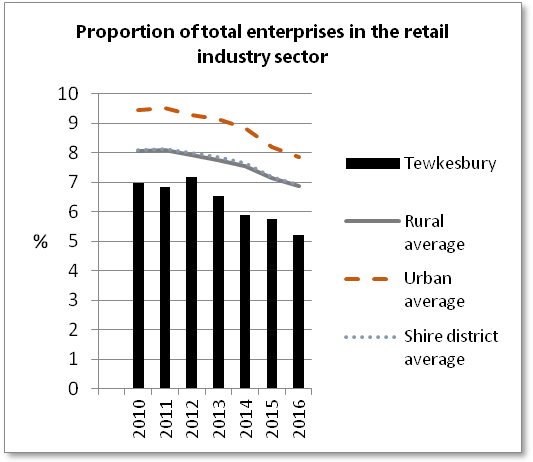 Proportion of total enterprises in the retail
industry sector
10
9
8
7
6
5
4
3
2
1
0
%
2010
2011
2012
2013
2014
2015
2016
Tewkesbury
Rural
average
Urban
average
Shire district
average